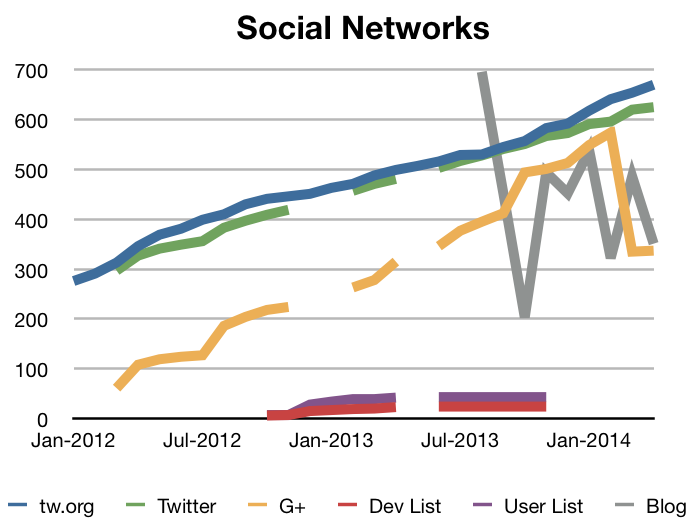 Social Networks
700
600
500
400
300
200
100
0
Jan-2012 Jul-2012 Jan-2013 Jul-2013 Jan-2014
tw.org Twitter G+ Dev List User List Blog